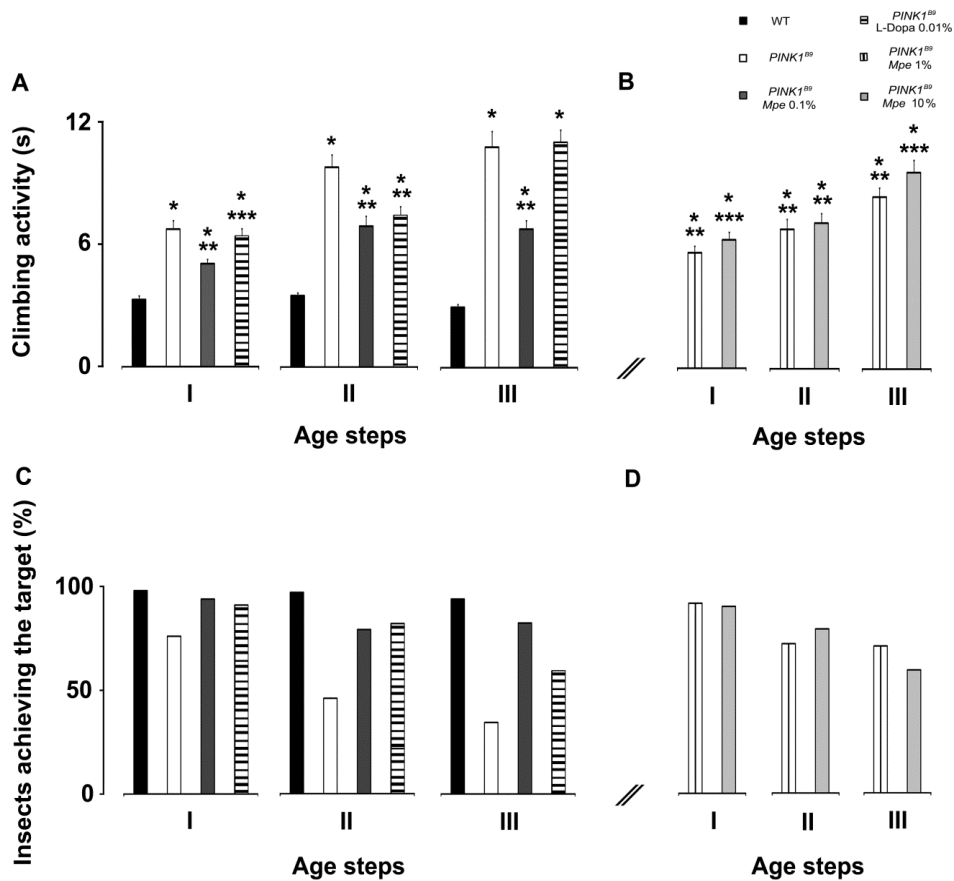 WT
PINK1ᴮ⁹
PINK1ᴮ⁹
Mpe 0.1%
PINK1ᴮ⁹
L-Dopa 0.01%
PINK1ᴮ⁹
Mpe 1%
PINK1ᴮ⁹
Mpe 10%
A
Climbing activity (s)
12
6
0
*
*
**
*
***
*
*
**
*
**
*
*
**
*
I
II
III
Age steps
B
*
**
*
***
*
**
*
**
*
**
*
***
I
II
III
Age steps
C
Insects achieving the target (%)
100
50
0
I
II
III
Age steps
D
I
II
III
Age steps